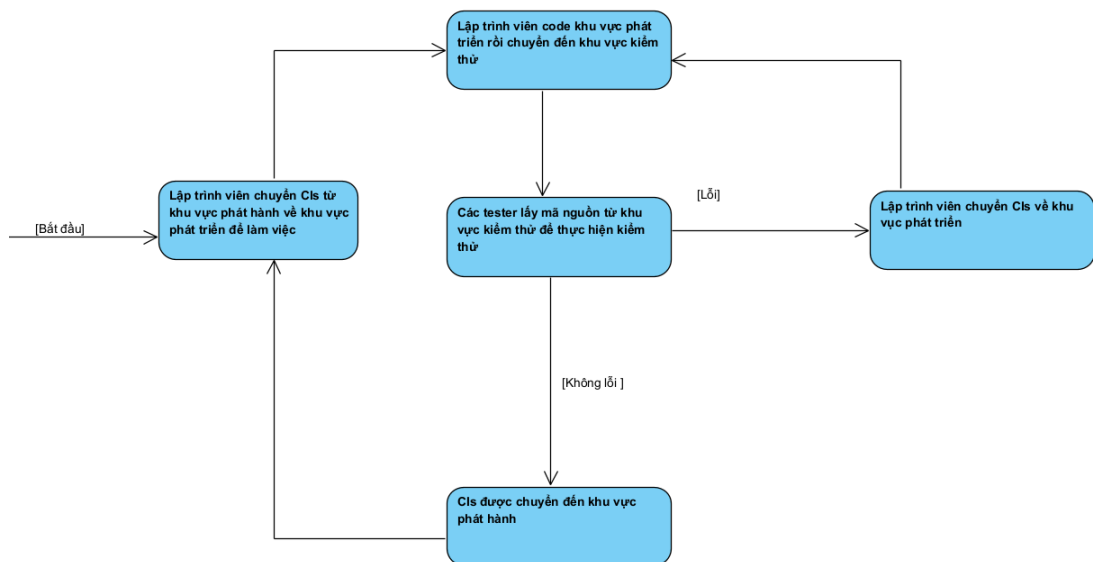 Lập trình viên code khu vực phát
triển rồi chuyển đến khu vực kiểm
thử
Lập trình viên chuyển CIs từ
khu vực phát hành về khu vực
phát triển để làm việc
[Bắt đầu]
Các tester lấy mã nguồn từ khu
vực kiểm thử để thực hiện kiểm
thử
[Lỗi]
Lập trình viên chuyển CIs về khu
vục phát triển
[Không lỗi ]
CIs được chuyển đến khu vực
phát hành